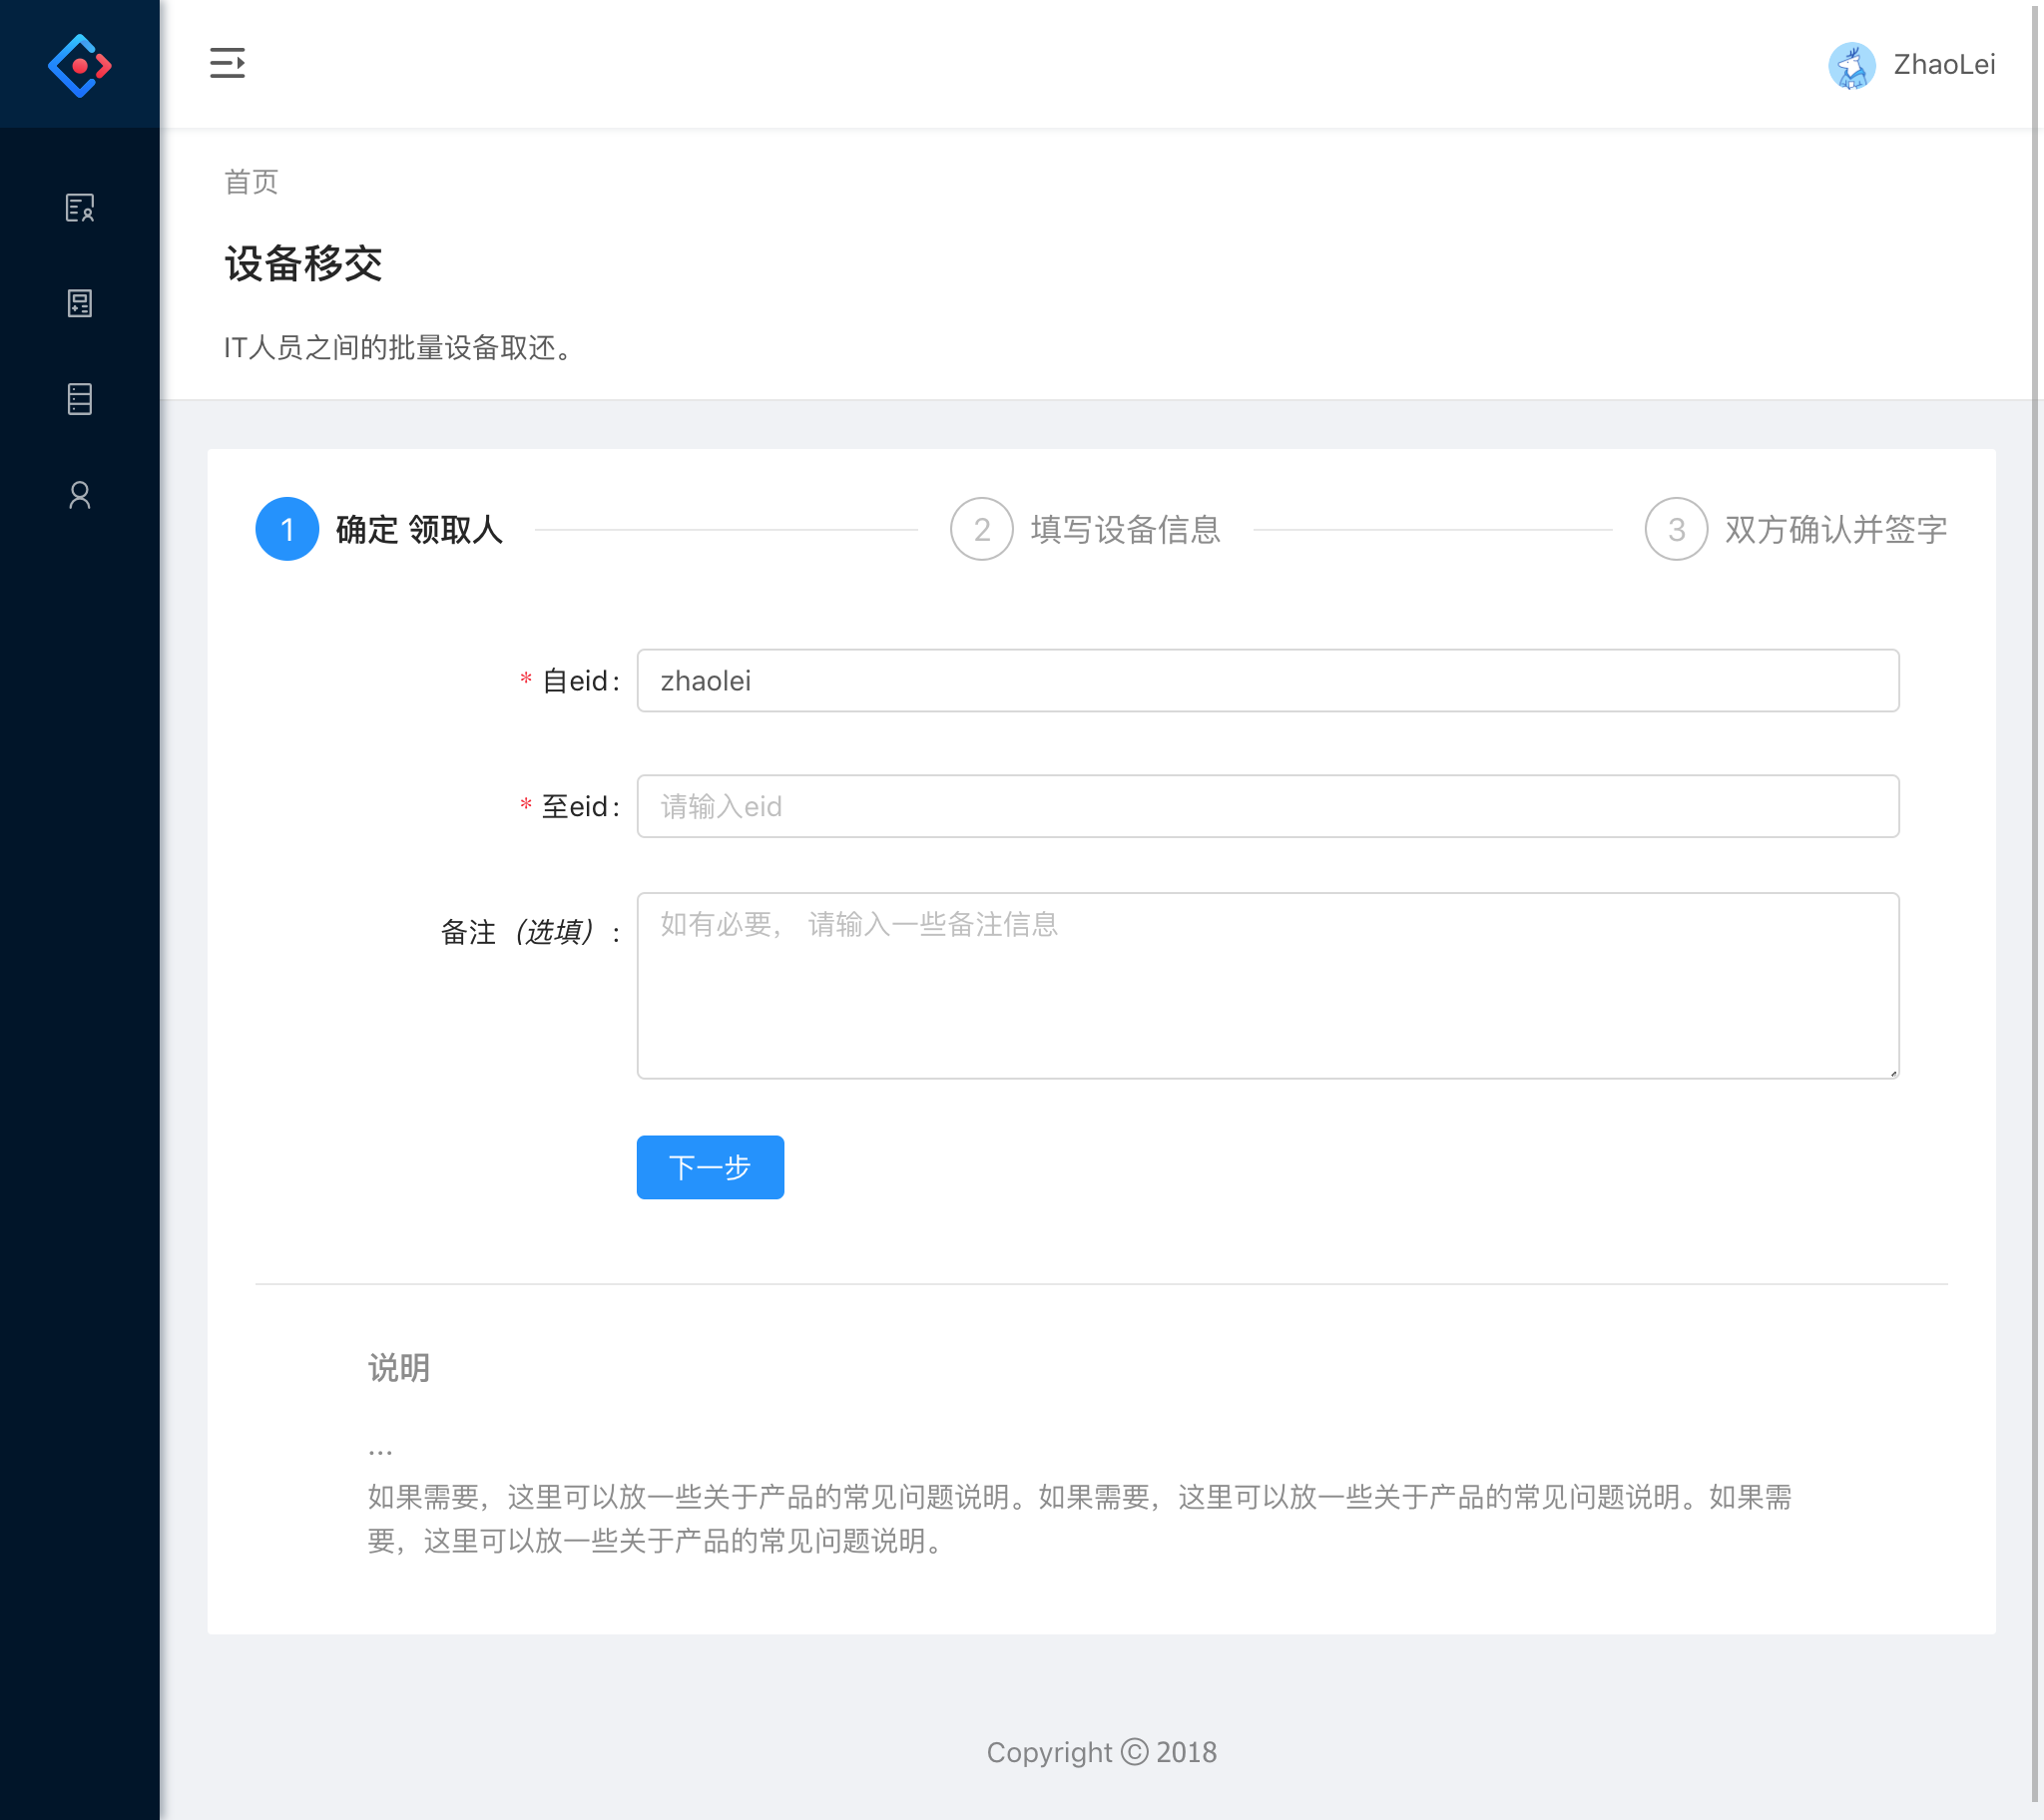 ZhaoLei
首页
设备移交
IT人员之间的批量设备取还。
1 确定 领取人
2 填写设备信息
3 双方确认并签字
* 自eid: zhaolei
* 至eid: 请输入eid
备注（选填）: 如有必要， 请输入一些备注信息
下一步
说明
...
如果需要，这里可以放一些关于产品的常见问题说明。如果需要，这里可以放一些关于产品的常见问题说明。如果需
要，这里可以放一些关于产品的常见问题说明。
Copyright © 2018